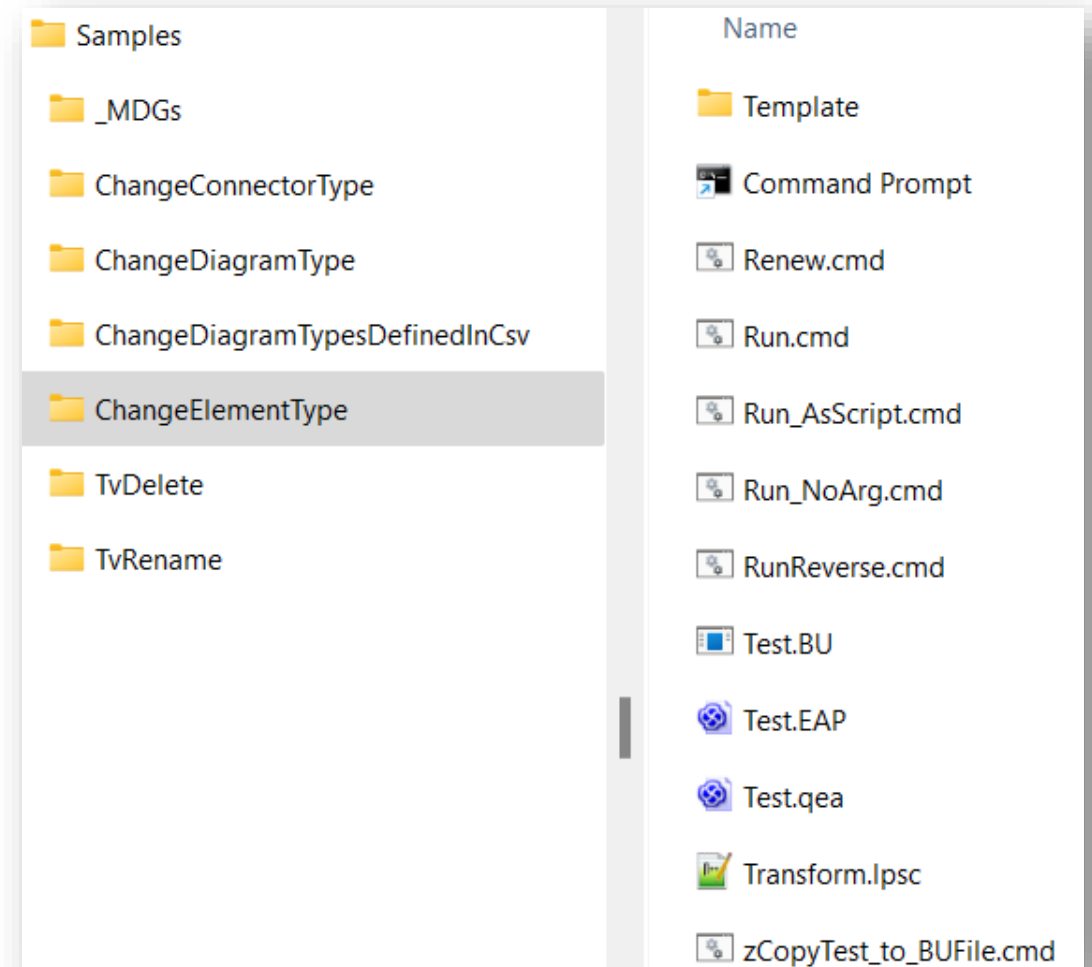 Samples
_MDGs
ChangeConnectorType
ChangeDiagramType
ChangeDiagramTypesDefinedInCsv
ChangeElementType
TvDelete
TvRename
Name
Template
Command Prompt
Renew.cmd
Run.cmd
Run_AsScript.cmd
Run_NoArg.cmd
RunReverse.cmd
Test.BU
Test.EAP
Test.qea
Transform.lpsc
zCopyTest_to_BUFile.cmd